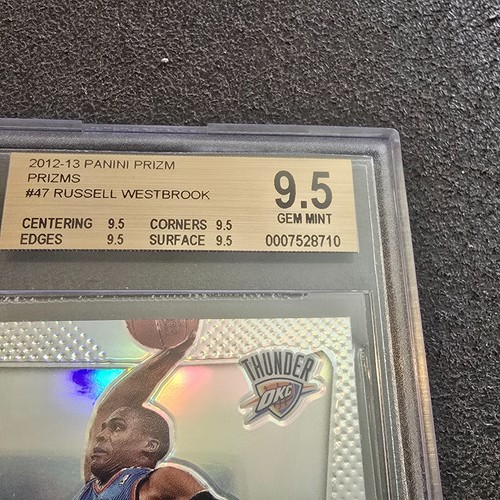 2012-13 PANINI PRIZM
PRIZMS
#47 RUSSELL WESTBROOK
9.5
GEM MINT
CENTERING 9.5 CORNERS 9.5
EDGES 9.5 SURFACE 9.5
0007528710
THUNDER
OKC